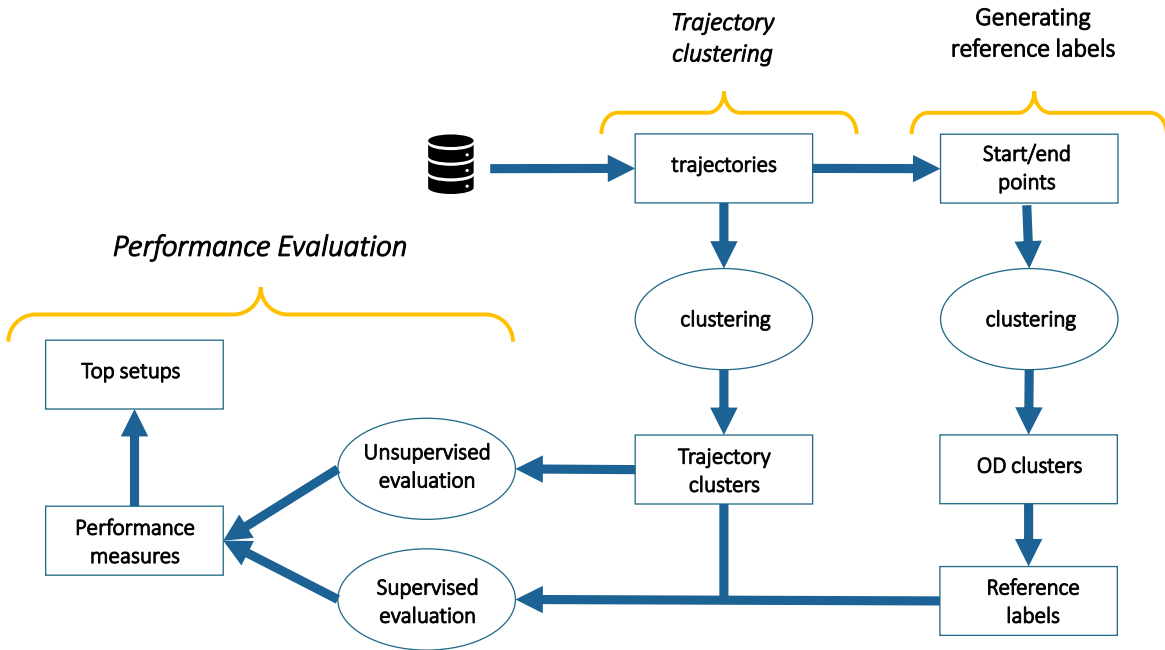 Trajectory
clustering
Generating
reference labels
trajectories
Start/end
points
Performance Evaluation
clustering
clustering
Top setups
Unsupervised
evaluation
Trajectory
clusters
OD clusters
Performance
measures
Supervised
evaluation
Reference
labels